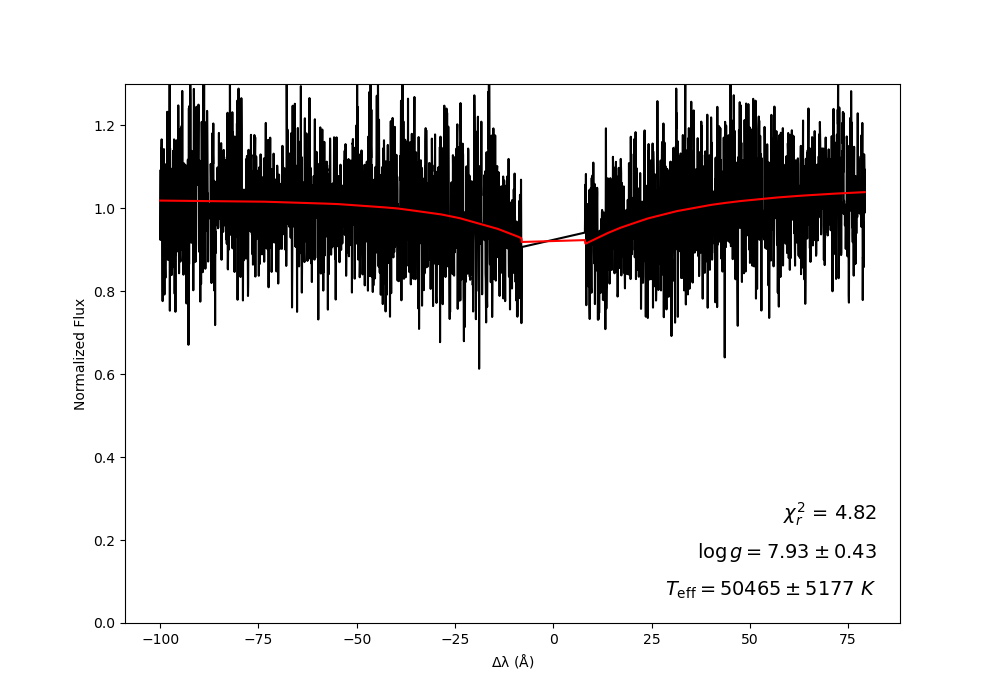 1.2
1.0
0.8
0.6
0.4
0.2
0.0
Normalized Flux
χ²ᵣ = 4.82
log g = 7.93 ± 0.43
T_eff = 50465 ± 5177 K
−100 −75 −50 −25 0 25 50 75
Δλ (Å)